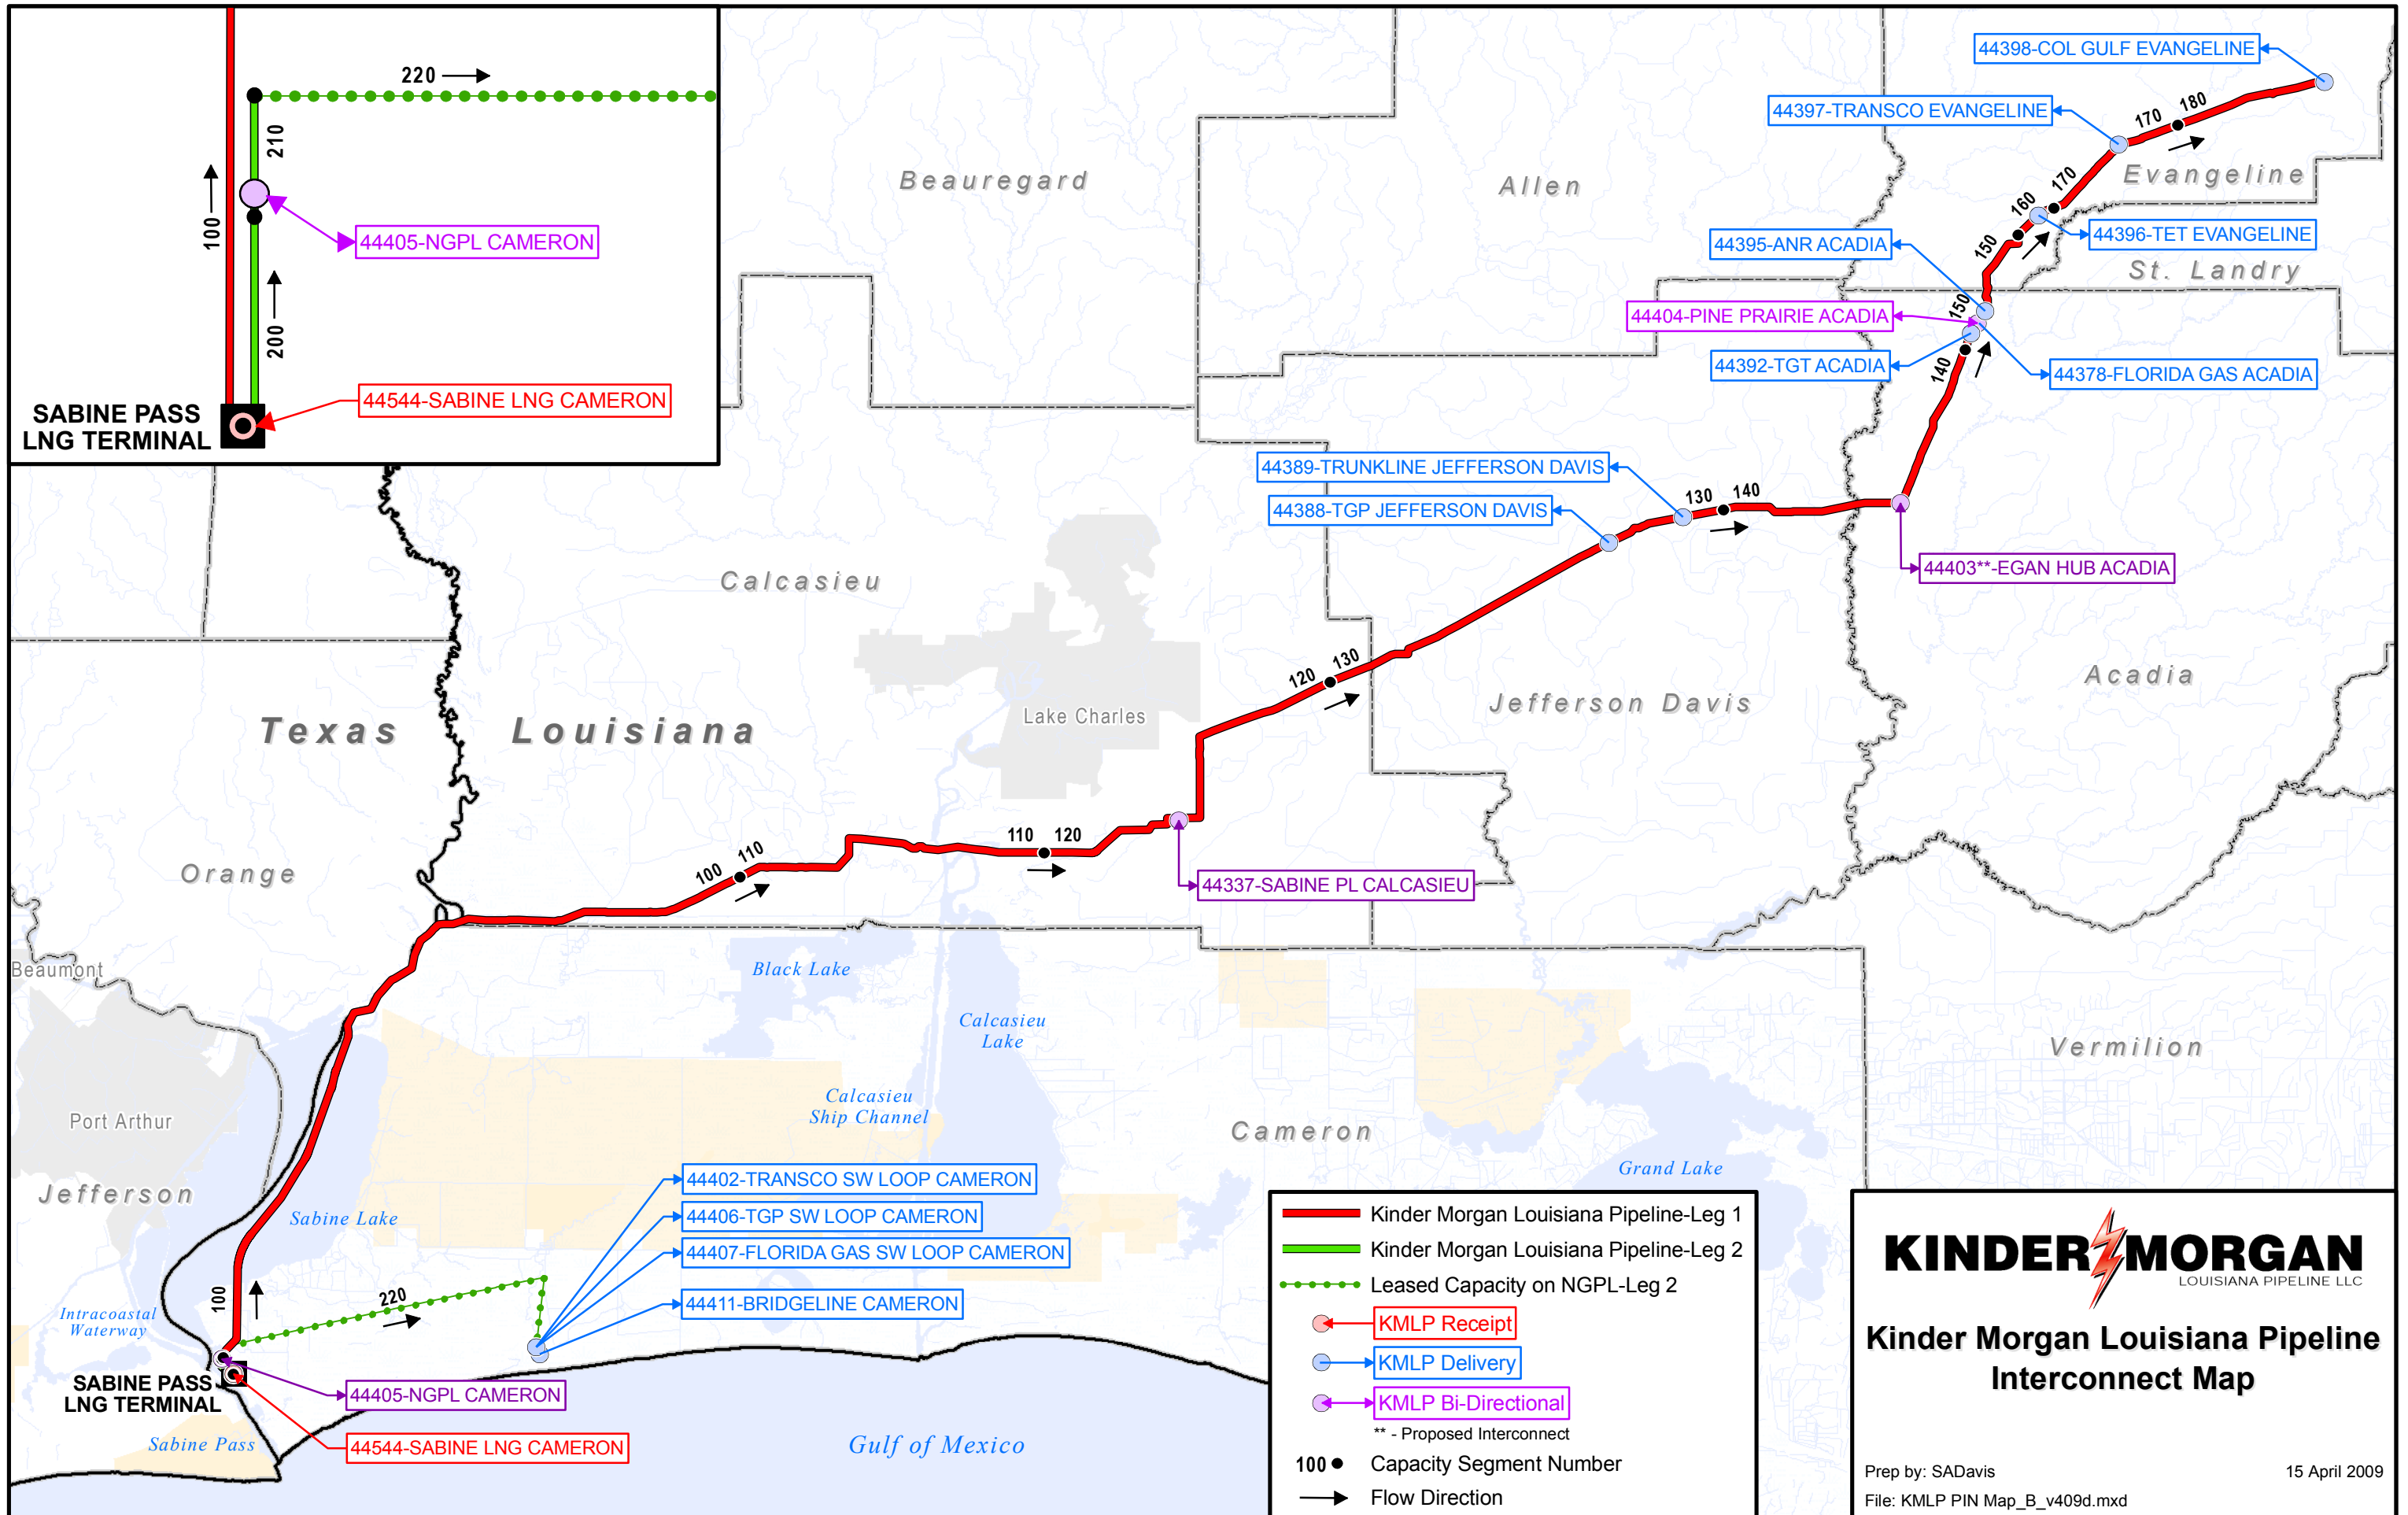 220
210
100
44405-NGPL CAMERON
200
44544-SABINE LNG CAMERON
SABINE PASS
LNG TERMINAL
44398-COL GULF EVANGELINE
44397-TRANSCO EVANGELINE
170
180
Beauregard
Allen
Evangeline
160
170
44395-ANR ACADIA
150
44396-TET EVANGELINE
St. Landry
44404-PINE PRAIRIE ACADIA
150
44392-TGT ACADIA
140
44378-FLORIDA GAS ACADIA
44389-TRUNKLINE JEFFERSON DAVIS
44388-TGP JEFFERSON DAVIS
130
140
44403**-EGAN HUB ACADIA
Calcasieu
120
130
Acadia
Jefferson Davis
Lake Charles
Texas
Louisiana
110
120
100
110
Orange
44337-SABINE PL CALCASIEU
Beaumont
Black Lake
Calcasieu
Lake
Vermilion
Calcasieu
Ship Channel
Port Arthur
Cameron
Grand Lake
Jefferson
Sabine Lake
44402-TRANSCO SW LOOP CAMERON
44406-TGP SW LOOP CAMERON
44407-FLORIDA GAS SW LOOP CAMERON
44411-BRIDGELINE CAMERON
100
220
Intracoastal
Waterway
SABINE PASS
LNG TERMINAL
44405-NGPL CAMERON
44544-SABINE LNG CAMERON
Sabine Pass
Gulf of Mexico
Kinder Morgan Louisiana Pipeline-Leg 1
Kinder Morgan Louisiana Pipeline-Leg 2
Leased Capacity on NGPL-Leg 2
KMLP Receipt
KMLP Delivery
KMLP Bi-Directional
** - Proposed Interconnect
100 Capacity Segment Number
Flow Direction
KINDER MORGAN
LOUISIANA PIPELINE LLC
Kinder Morgan Louisiana Pipeline
Interconnect Map
Prep by: SADavis 15 April 2009
File: KMLP PIN Map_B_v409d.mxd